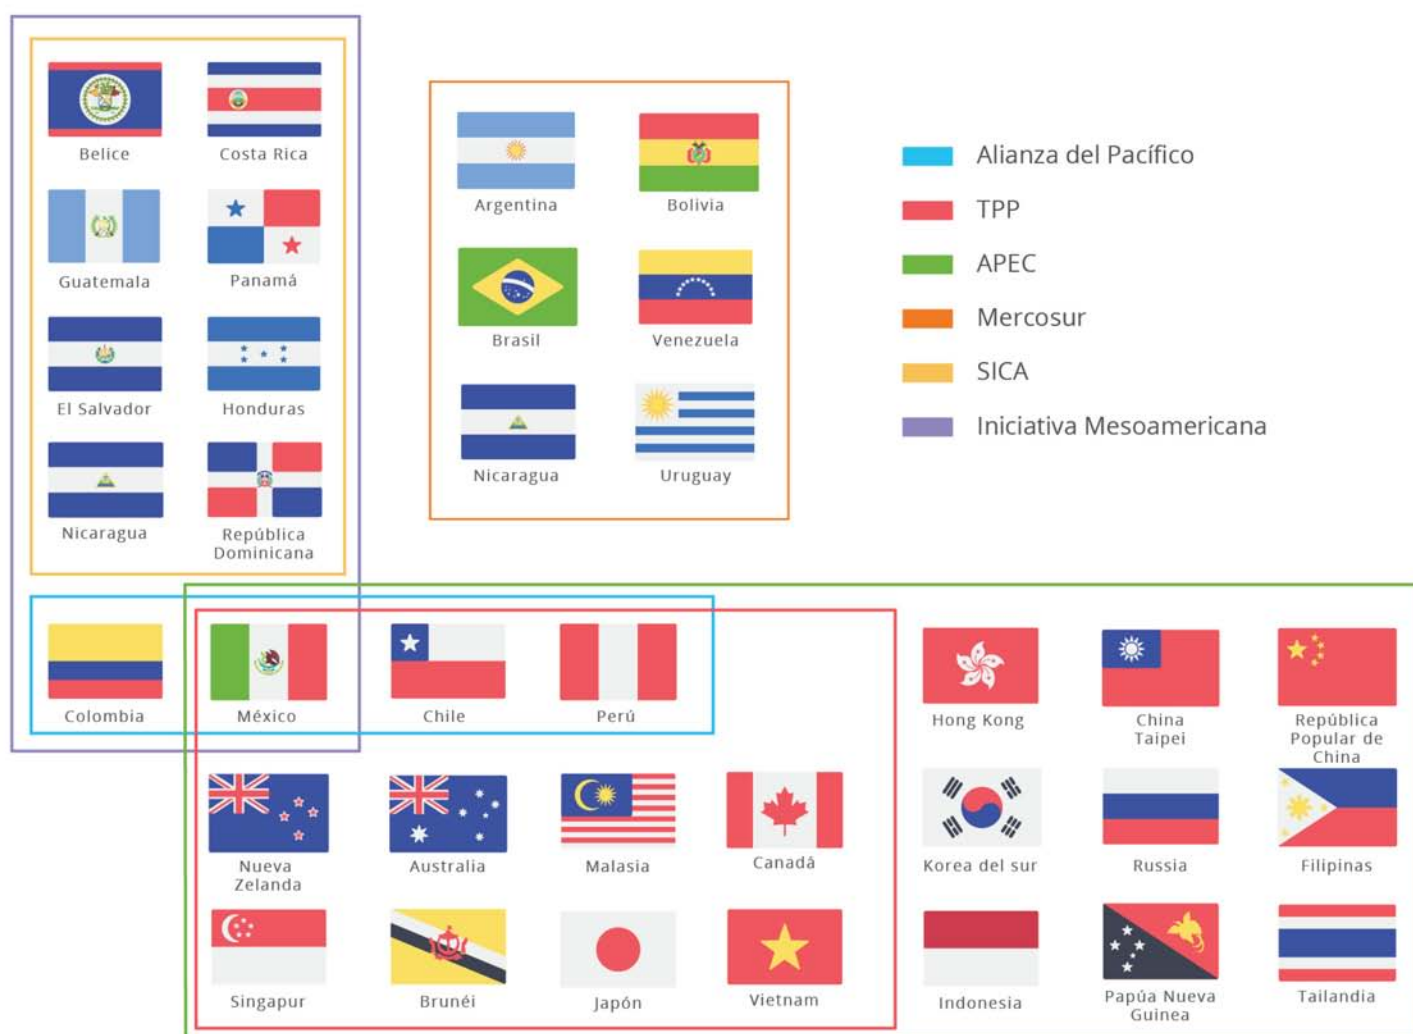 Belice
Costa Rica
Guatemala
Panamá
El Salvador
Honduras
Nicaragua
República
Dominicana
Argentina
Bolivia
Brasil
Venezuela
Nicaragua
Uruguay
Alianza del Pacífico
TPP
APEC
Mercosur
SICA
Iniciativa Mesoamericana
Colombia
México
Chile
Perú
Hong Kong
China
Taipei
República
Popular de
China
Nueva
Zelanda
Australia
Malasia
Canadá
Korea del sur
Russia
Filipinas
Singapur
Brunéi
Japón
Vietnam
Indonesia
Papúa Nueva
Guinea
Tailandia